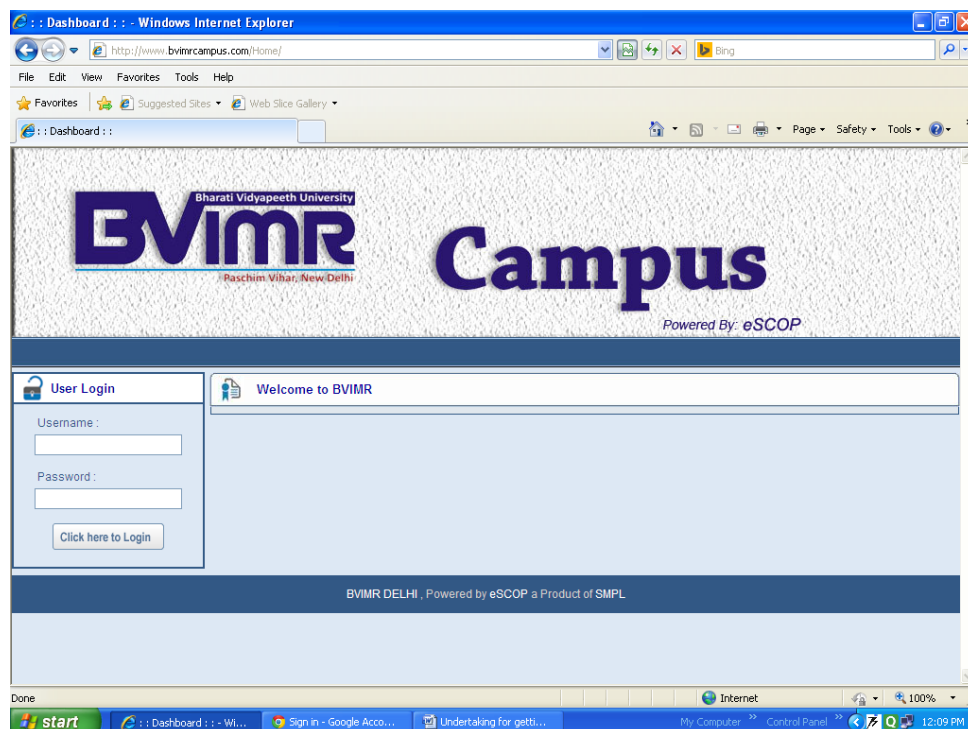 : : Dashboard : : - Windows Internet Explorer
http://www.bvimrcampus.com/Home/
Bing
File Edit View Favorites Tools Help
Favorites Suggested Sites Web Slice Gallery
: : Dashboard : :
Page Safety Tools
Bharati Vidyapeeth University
BVIMR
Paschim Vihar, New Delhi
Campus
Powered By: eSCOP
User Login
Welcome to BVIMR
Username :
Password :
Click here to Login
BVIMR DELHI , Powered by eSCOP a Product of SMPL
Done
Internet
100%
start
: : Dashboard : : - Wi...
Sign in - Google Acco...
Undertaking for getti...
My Computer »
Control Panel »
12:09 PM